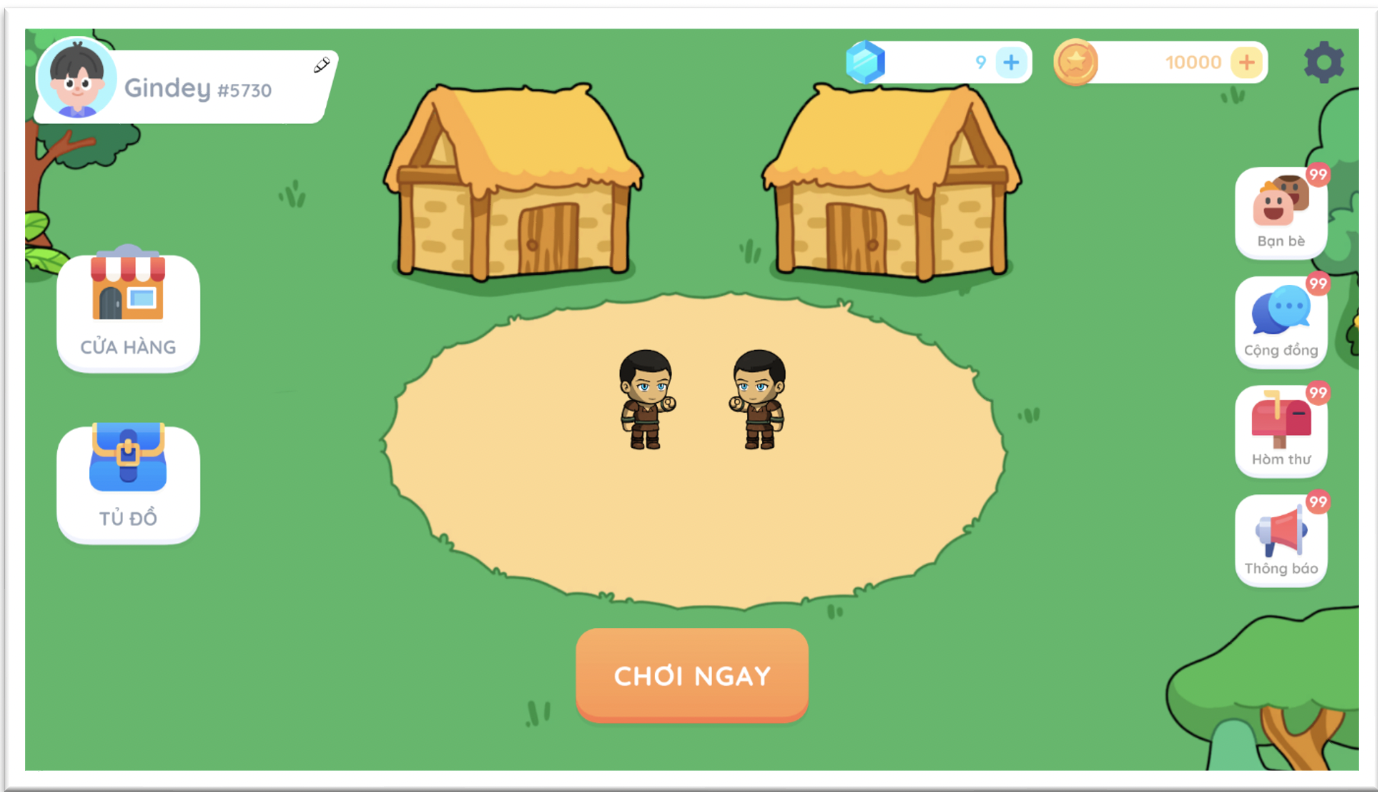 Gindey #5730
9 +
10000 +
99
Bạn bè
CỬA HÀNG
99
Cộng đồng
99
Hòm thư
TỦ ĐỒ
99
Thông báo
CHƠI NGAY